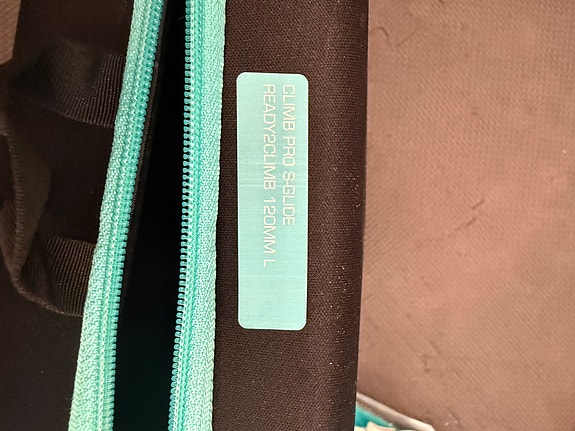 CLIMB PRO S-GLIDE
READY2CLIMB 120MM L